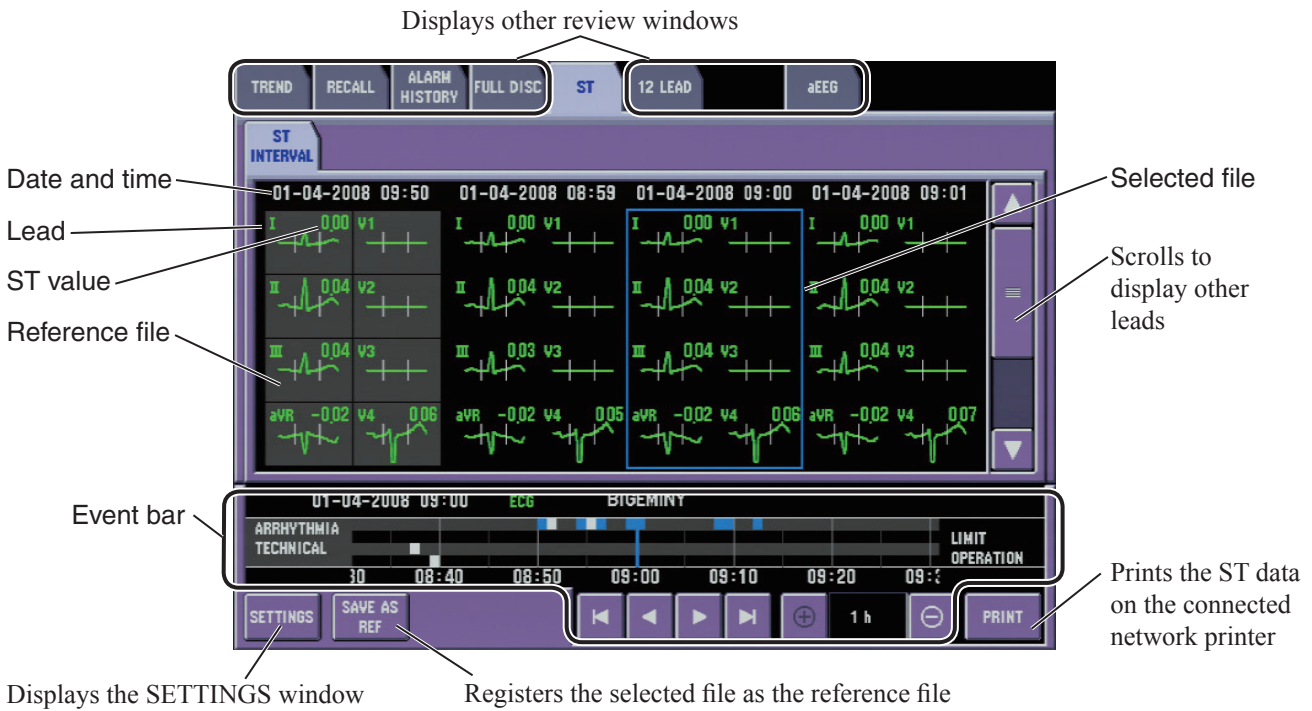 Displays other review windows
TREND RECALL ALARM HISTORY FULL DISC ST 12 LEAD aEEG
ST INTERVAL
Date and time
Lead
ST value
Reference file
Event bar
Selected file
Scrolls to
display other
leads
01-04-2008 09:50 01-04-2008 08:59 01-04-2008 09:00 01-04-2008 09:01
I 0.00 V1 I 0.00 V1 I 0.00 V1 I 0.00 V1
II 0.04 V2 II 0.04 V2 II 0.04 V2 II 0.04 V2
III 0.04 V3 III 0.03 V3 III 0.04 V3 III 0.04 V3
aVR -0.02 V4 0.06 aVR -0.02 V4 0.05 aVR -0.02 V4 0.06 aVR -0.02 V4 0.07
01-04-2008 09:00 ECG BIGEMINY
ARRHYTHMIA
TECHNICAL
LIMIT
OPERATION
30 08:40 08:50 09:00 09:10 09:20
SETTINGS SAVE AS REF 1 h PRINT
Prints the ST data
on the connected
network printer
Displays the SETTINGS window
Registers the selected file as the reference file